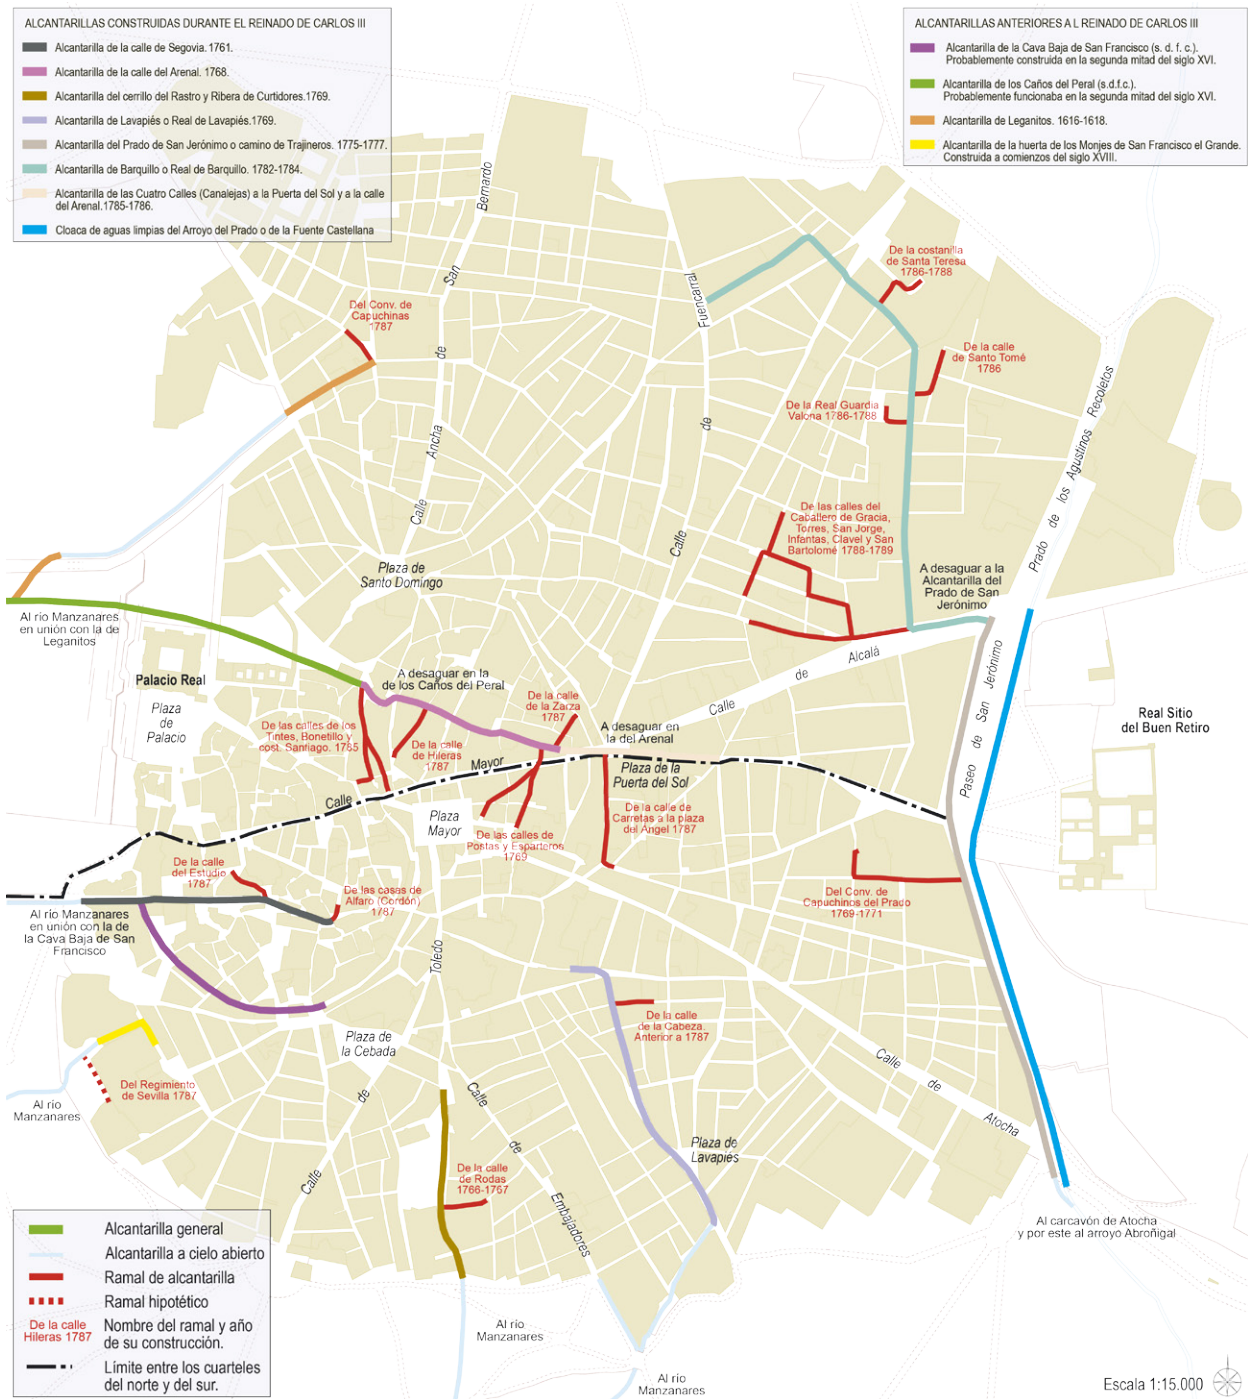 ALCANTARILLAS CONSTRUIDAS DURANTE EL REINADO DE CARLOS III
Alcantarilla de la calle de Segovia. 1761.
Alcantarilla de la calle del Arenal. 1768.
Alcantarilla del cerrillo del Rastro y Ribera de Curtidores.1769.
Alcantarilla de Lavapiés o Real de Lavapiés.1769.
Alcantarilla del Prado de San Jerónimo o camino de Trajineros. 1775-1777.
Alcantarilla de Barquillo o Real de Barquillo. 1782-1784.
Alcantarilla de las Cuatro Calles (Canalejas) a la Puerta del Sol y a la calle
del Arenal.1785-1786.
Cloaca de aguas limpias del Arroyo del Prado o de la Fuente Castellana
ALCANTARILLAS ANTERIORES A L REINADO DE CARLOS III
Alcantarilla de la Cava Baja de San Francisco (s. d. f. c.).
Probablemente construida en la segunda mitad del siglo XVI.
Alcantarilla de los Caños del Peral (s.d.f.c.).
Probablemente funcionaba en la segunda mitad del siglo XVI.
Alcantarilla de Leganitos. 1616-1618.
Alcantarilla de la huerta de los Monjes de San Francisco el Grande.
Construida a comienzos del siglo XVIII.
Calle Ancha de San Bernardo
Calle de Fuencarral
De la costanilla
de Santa Teresa
1786-1788
Del Conv. de
Capuchinas
1787
De la calle
de Santo Tomé
1786
De la Real Guardia
Valona 1786-1788
Prado de los Agustinos Recoletos
De las calles del
Caballero de Gracia,
Torres, San Jorge,
Infantas, Clavel y San
Bartolomé 1788-1789
Plaza de
Santo Domingo
A desaguar a la
Alcantarilla del
Prado de San
Jerónimo
Al río Manzanares
en unión con la de
Leganitos
Palacio Real
Plaza
de
Palacio
A desaguar en la
de los Caños del Peral
Calle de Alcalá
Paseo de San Jerónimo
Real Sitio
del Buen Retiro
De las calles de los
Tintes, Bonetillo y
cost. Santiago. 1785
De la calle
de Hileras
1787
De la calle
de la Zarza
1787
A desaguar en
la del Arenal
Calle Mayor
Plaza de la
Puerta del Sol
Plaza
Mayor
De las calles de
Postas y Esparteros
1769
De la calle de
Carretas a la plaza
del Angel 1787
De la calle
del Estudio
1787
De las casas de
Alfaro (Cordón)
1787
Del Conv. de
Capuchinos del Prado
1769-1771
Al río Manzanares
en unión con la de
la Cava Baja de San
Francisco
Calle de Toledo
De la calle
de la Cabeza.
Anterior a 1787
Plaza de
la Cebada
Del Regimiento
de Sevilla 1787
Al río
Manzanares
Calle de Embajadores
Calle de Atocha
Plaza de
Lavapiés
De la calle
de Rodas
1766-1767
Al carcavón de Atocha
y por este al arroyo Abroñigal
Al río
Manzanares
Al río
Manzanares
Alcantarilla general
Alcantarilla a cielo abierto
Ramal de alcantarilla
Ramal hipotético
De la calle
Hileras 1787
Nombre del ramal y año
de su construcción.
Límite entre los cuarteles
del norte y del sur.
Escala 1:15.000